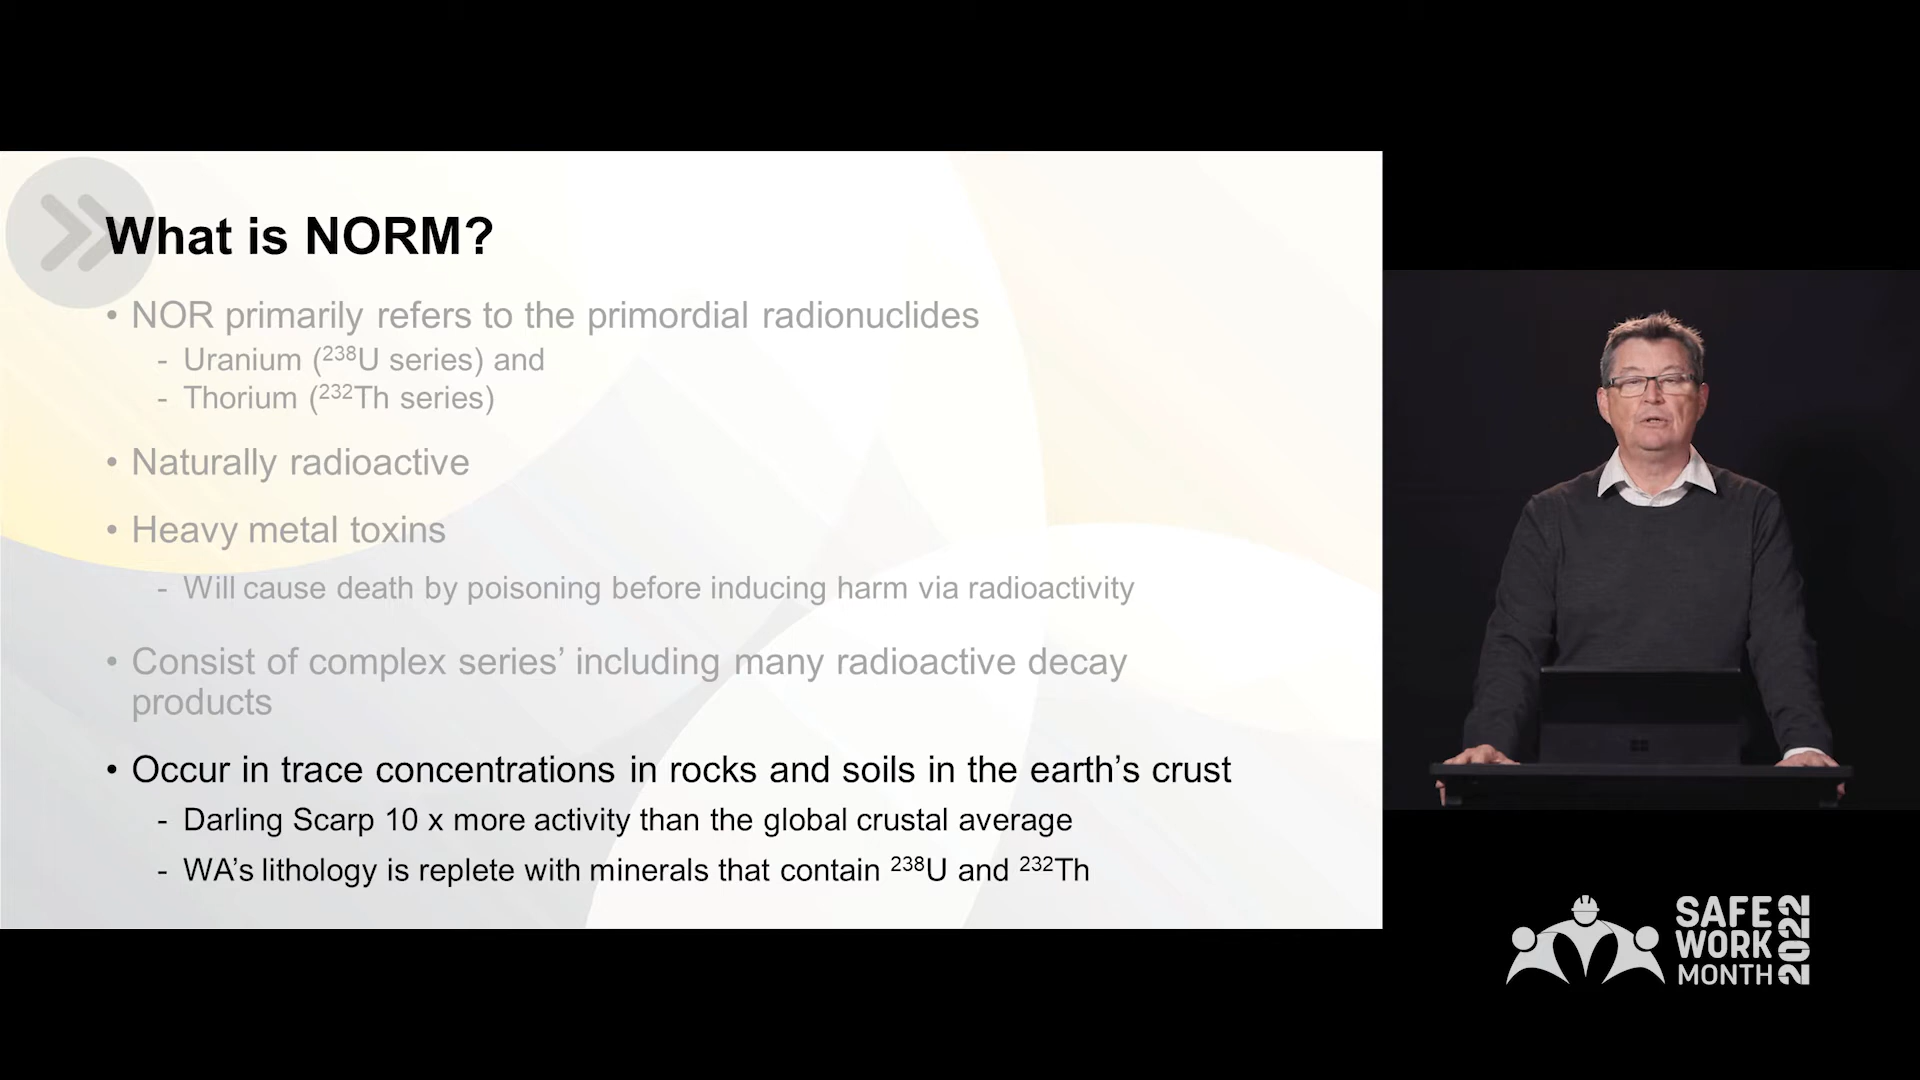 What is NORM?
• NOR primarily refers to the primordial radionuclides
- Uranium (²³⁸U series) and
- Thorium (²³²Th series)
• Naturally radioactive
• Heavy metal toxins
- Will cause death by poisoning before inducing harm via radioactivity
• Consist of complex series’ including many radioactive decay
products
• Occur in trace concentrations in rocks and soils in the earth’s crust
- Darling Scarp 10 x more activity than the global crustal average
- WA’s lithology is replete with minerals that contain ²³⁸U and ²³²Th
SAFE
WORK
MONTH
2022